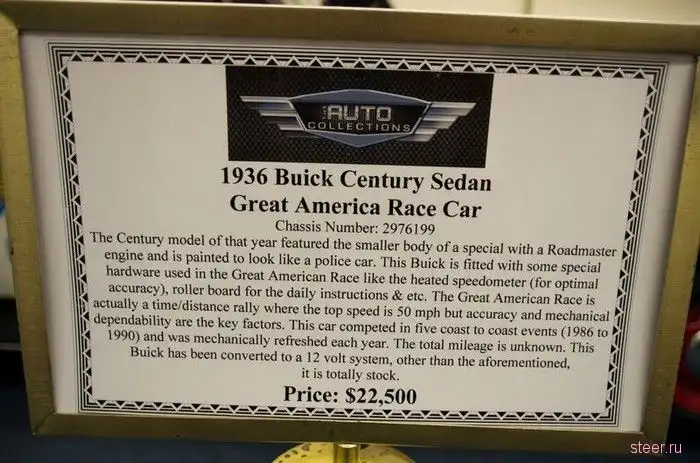 THE AUTO
COLLECTIONS
1936 Buick Century Sedan
Great America Race Car
Chassis Number: 2976199
The Century model of that year featured the smaller body of a special with a Roadmaster
engine and is painted to look like a police car. This Buick is fitted with some special
hardware used in the Great American Race like the heated speedometer (for optimal
accuracy), roller board for the daily instructions & etc. The Great American Race is
actually a time/distance rally where the top speed is 50 mph but accuracy and mechanical
dependability are the key factors. This car competed in five coast to coast events (1986 to
1990) and was mechanically refreshed each year. The total mileage is unknown. This
Buick has been converted to a 12 volt system, other than the aforementioned,
it is totally stock.
Price: $22,500
steer.ru